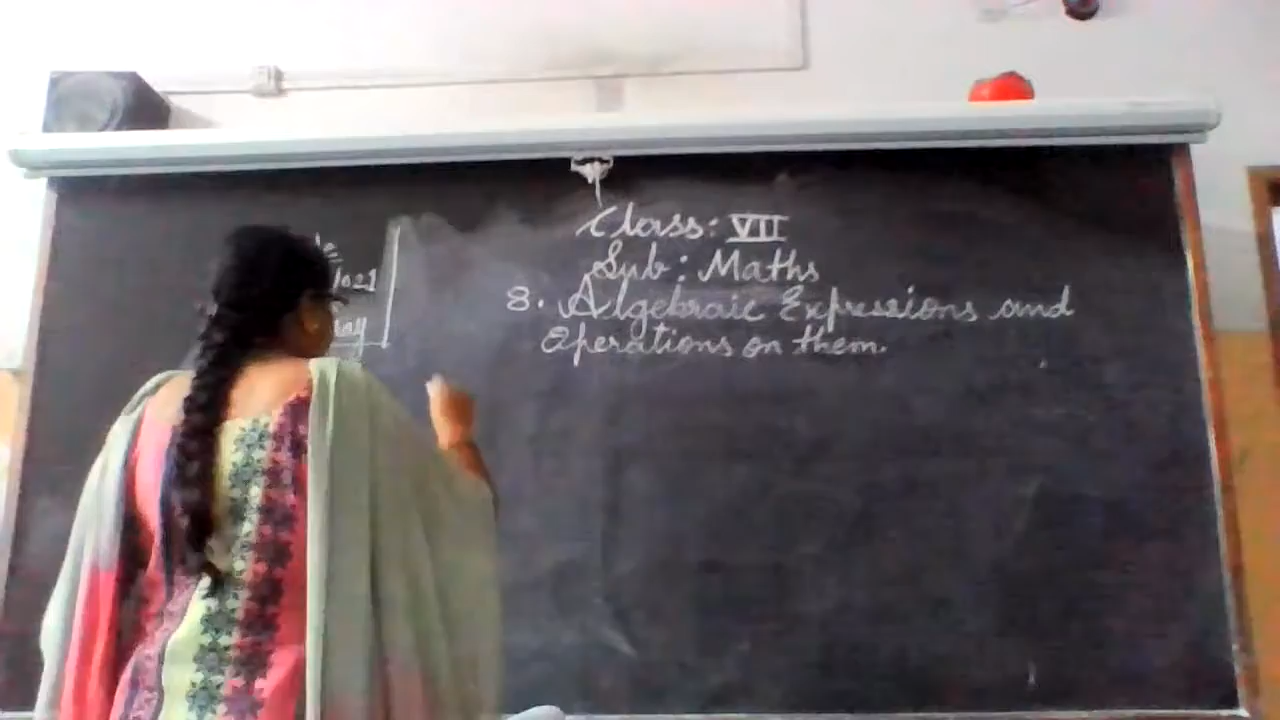 Class: VII
Sub: Maths
8. Algebraic Expressions and
Operations on them.